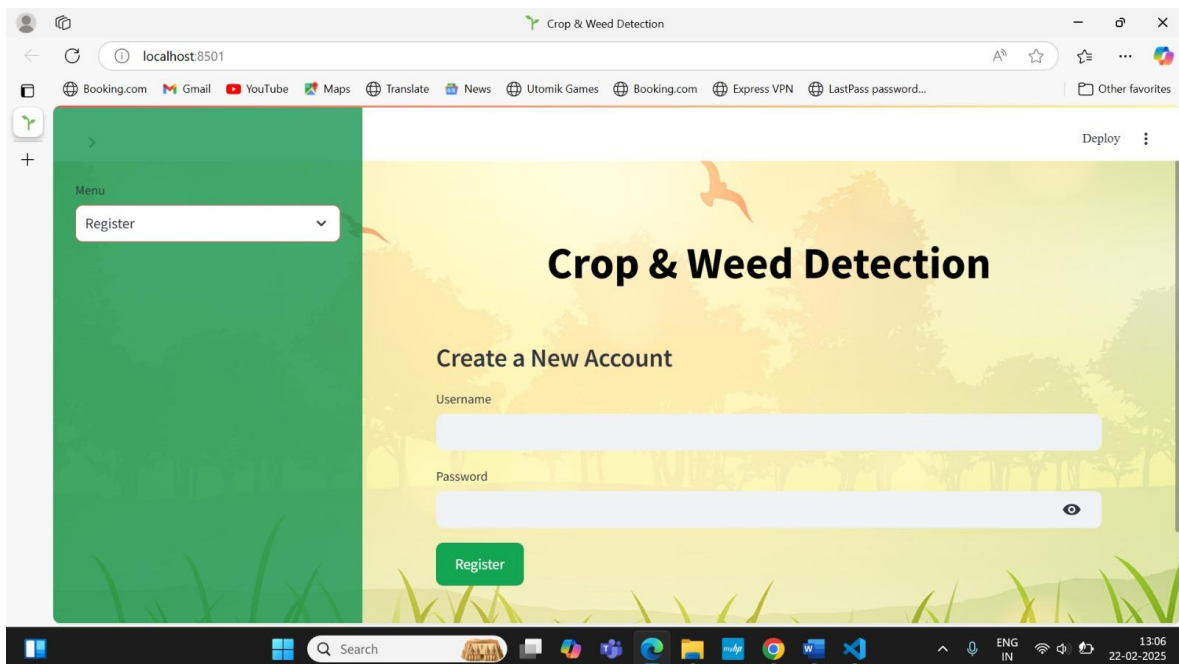 Crop & Weed Detection
localhost:8501
Booking.com Gmail YouTube Maps Translate News Utomik Games Booking.com Express VPN LastPass password... Other favorites
Deploy
Menu
Register
Crop & Weed Detection
Create a New Account
Username
Password
Register
Search
ENG
IN
13:06
22-02-2025